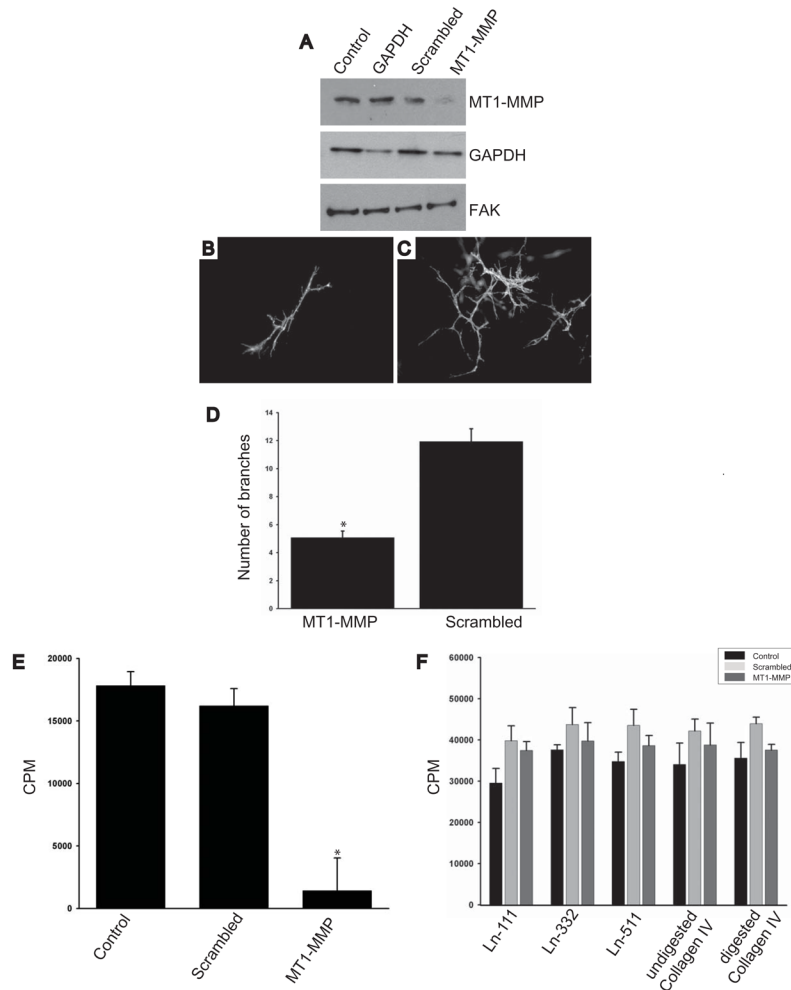 A
Control
GAPDH
Scrambled
MT1-MMP
MT1-MMP
GAPDH
FAK
B
C
D
Number of branches
14
12
10
8
6
4
2
0
*
MT1-MMP
Scrambled
E
CPM
20000
15000
10000
5000
0
*
Control
Scrambled
MT1-MMP
F
CPM
60000
50000
40000
30000
20000
10000
0
Control
Scrambled
MT1-MMP
Ln-111
Ln-332
Ln-511
undigested
Collagen IV
digested
Collagen IV